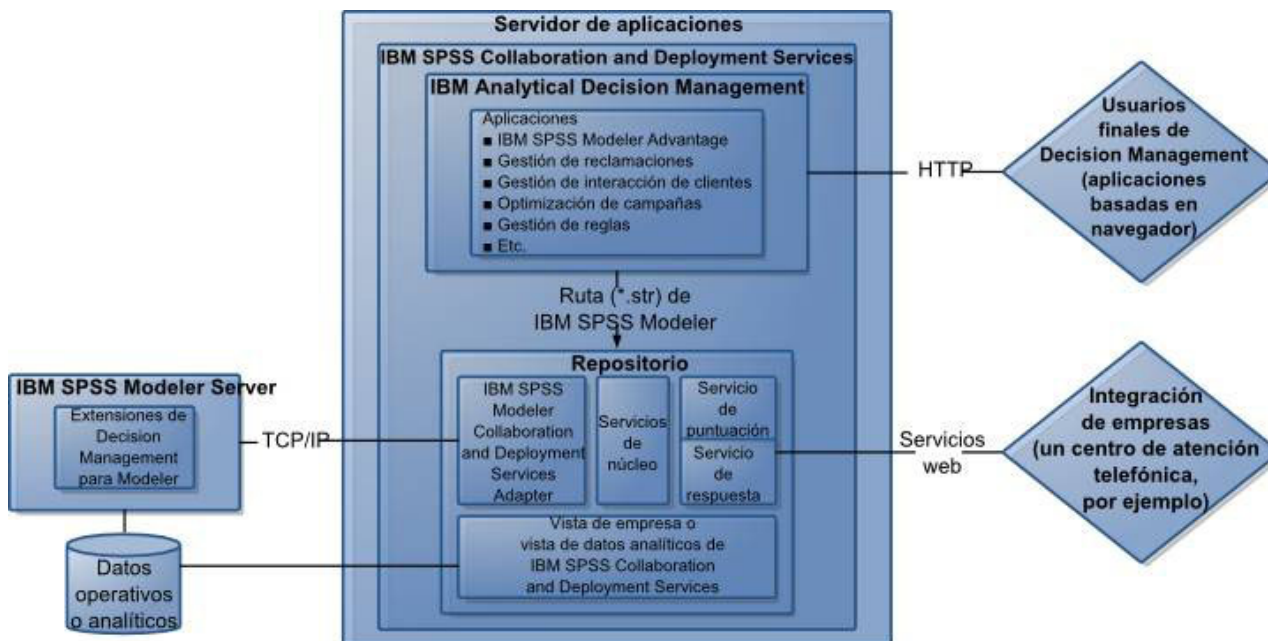 Servidor de aplicaciones
IBM SPSS Collaboration and Deployment Services
IBM Analytical Decision Management
Aplicaciones
■ IBM SPSS Modeler Advantage
■ Gestión de reclamaciones
■ Gestión de interacción de clientes
■ Optimización de campañas
■ Gestión de reglas
■ Etc.
HTTP
Usuarios
finales de
Decision Management
(aplicaciones
basadas en
navegador)
Ruta (*.str) de
IBM SPSS Modeler
Repositorio
IBM SPSS
Modeler
Collaboration
and Deployment
Services
Adapter
Servicios
de
núcleo
Servicio
de
puntuación
Servicio
de
respuesta
Vista de empresa o
vista de datos analíticos de
IBM SPSS Collaboration
and Deployment Services
IBM SPSS Modeler Server
Extensiones de
Decision
Management
para Modeler
TCP/IP
Datos
operativos
o analíticos
Servicios
web
Integración
de empresas
(un centro de atención
telefónica,
por ejemplo)